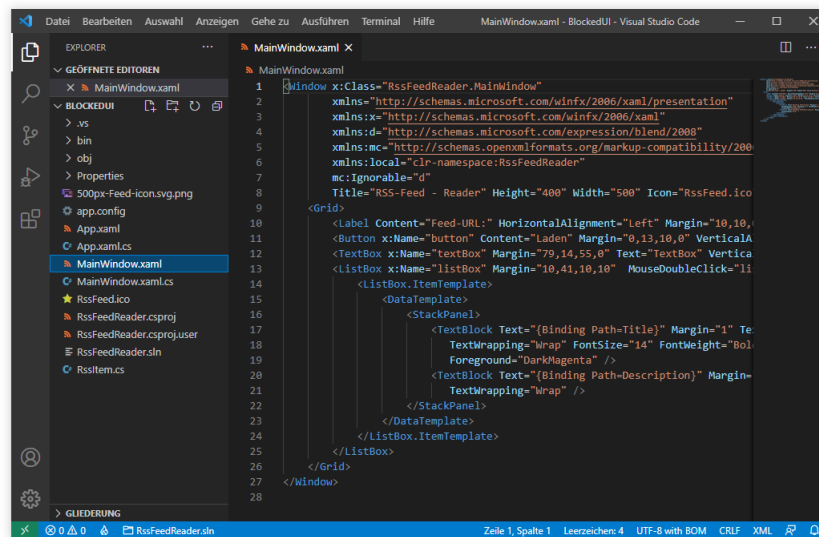 Datei Bearbeiten Auswahl Anzeigen Gehe zu Ausführen Terminal Hilfe MainWindow.xaml - BlockedUI - Visual Studio Code
EXPLORER
GEÖFFNETE EDITOREN
MainWindow.xaml
BLOCKEDUI
.vs
bin
obj
Properties
500px-Feed-icon.svg.png
app.config
App.xaml
App.xaml.cs
MainWindow.xaml
MainWindow.xaml.cs
RssFeed.ico
RssFeedReader.csproj
RssFeedReader.csproj.user
RssFeedReader.sln
RssItem.cs
GLIEDERUNG
MainWindow.xaml
MainWindow.xaml
1 <Window x:Class="RssFeedReader.MainWindow"
2 xmlns="http://schemas.microsoft.com/winfx/2006/xaml/presentation"
3 xmlns:x="http://schemas.microsoft.com/winfx/2006/xaml"
4 xmlns:d="http://schemas.microsoft.com/expression/blend/2008"
5 xmlns:mc="http://schemas.openxmlformats.org/markup-compatibility/200
6 xmlns:local="clr-namespace:RssFeedReader"
7 mc:Ignorable="d"
8 Title="RSS-Feed - Reader" Height="400" Width="500" Icon="RssFeed.ico
9 <Grid>
10 <Label Content="Feed-URL:" HorizontalAlignment="Left" Margin="10,10,
11 <Button x:Name="button" Content="Laden" Margin="0,13,10,0" VerticalA
12 <TextBox x:Name="textBox" Margin="79,14,55,0" Text="TextBox" Vertica
13 <ListBox x:Name="listBox" Margin="10,41,10,10" MouseDoubleClick="li
14 <ListBox.ItemTemplate>
15 <DataTemplate>
16 <StackPanel>
17 <TextBlock Text="{Binding Path=Title}" Margin="1" Te
18 TextWrapping="Wrap" FontSize="14" FontWeight="Bol
19 Foreground="DarkMagenta" />
20 <TextBlock Text="{Binding Path=Description}" Margin=
21 TextWrapping="Wrap" />
22 </StackPanel>
23 </DataTemplate>
24 </ListBox.ItemTemplate>
25 </ListBox>
26 </Grid>
27 </Window>
28
0 0 RssFeedReader.sln Zeile 1, Spalte 1 Leerzeichen: 4 UTF-8 with BOM CRLF XML